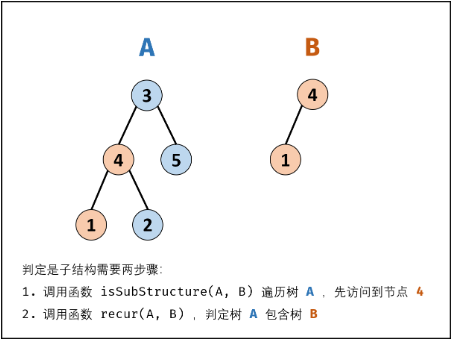 A B
3 4
4 5 1
1 2
判定是子结构需要两步骤:
1. 调用函数 isSubStructure(A, B) 遍历树 A ，先访问到节点 4
2. 调用函数 recur(A, B) ，判定树 A 包含树 B